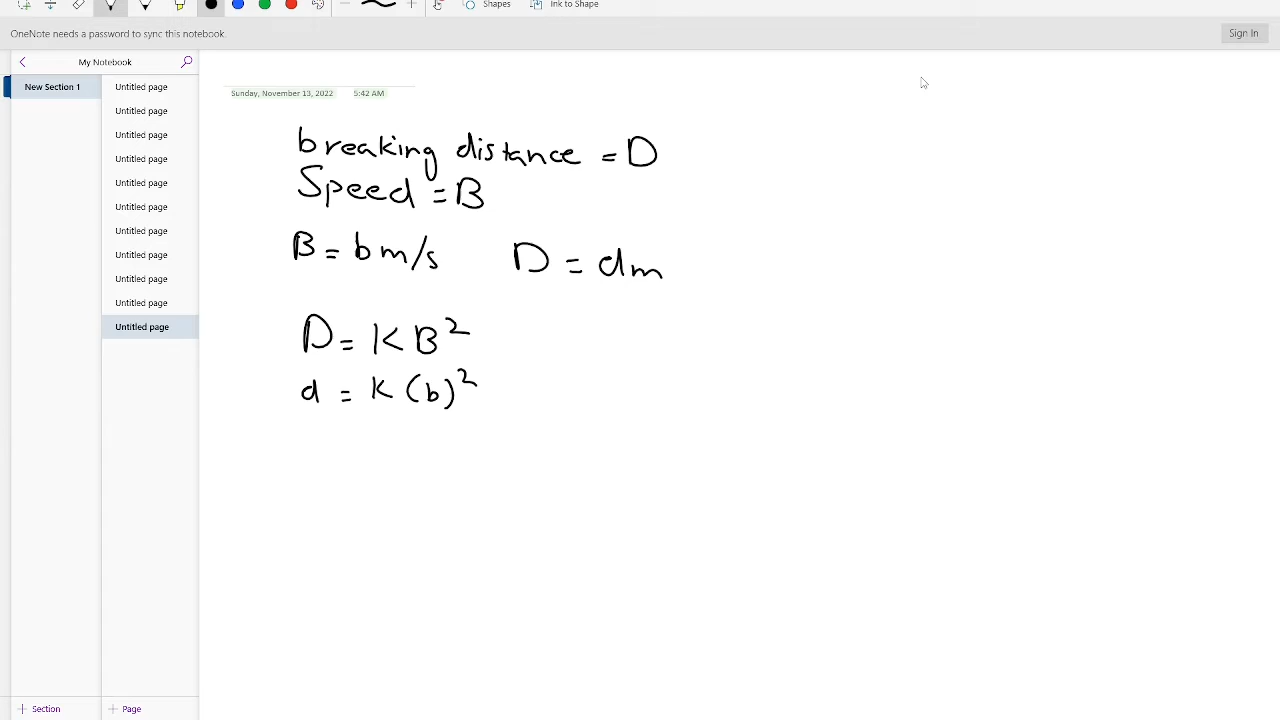 Shapes
Ink to Shape
OneNote needs a password to sync this notebook.
Sign In
My Notebook
New Section 1
Untitled page
Untitled page
Untitled page
Untitled page
Untitled page
Untitled page
Untitled page
Untitled page
Untitled page
Untitled page
Untitled page
+ Section
+ Page
Sunday, November 13, 2022 5:42 AM
breaking distance = D
Speed = B
B = b m/s D = dm
D = K B²
d = K (b)²